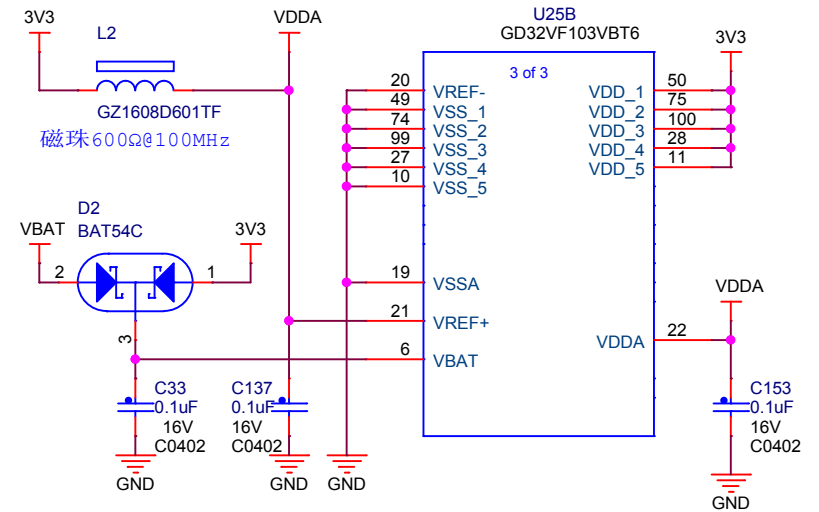 3V3
L2
GZ1608D601TF
磁珠600Ω@100MHz
VDDA
D2
BAT54C
VBAT
3V3
2
1
3
C33
0.1uF
16V
C0402
GND
C137
0.1uF
16V
C0402
GND
GND
U25B
GD32VF103VBT6
3 of 3
20 VREF-
49 VSS_1
74 VSS_2
99 VSS_3
27 VSS_4
10 VSS_5
19 VSSA
21 VREF+
6 VBAT
3V3
VDD_1 50
VDD_2 75
VDD_3 100
VDD_4 28
VDD_5 11
VDDA
VDDA 22
C153
0.1uF
16V
C0402
GND